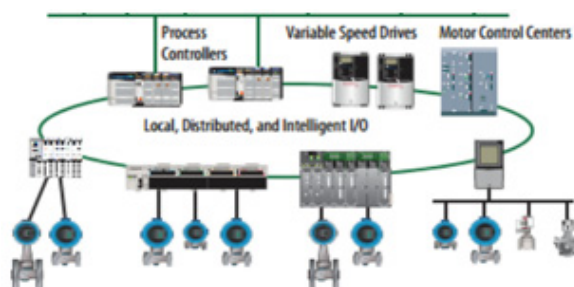 Process
Controllers
Variable Speed Drives
Motor Control Centers
Local, Distributed, and Intelligent I/O